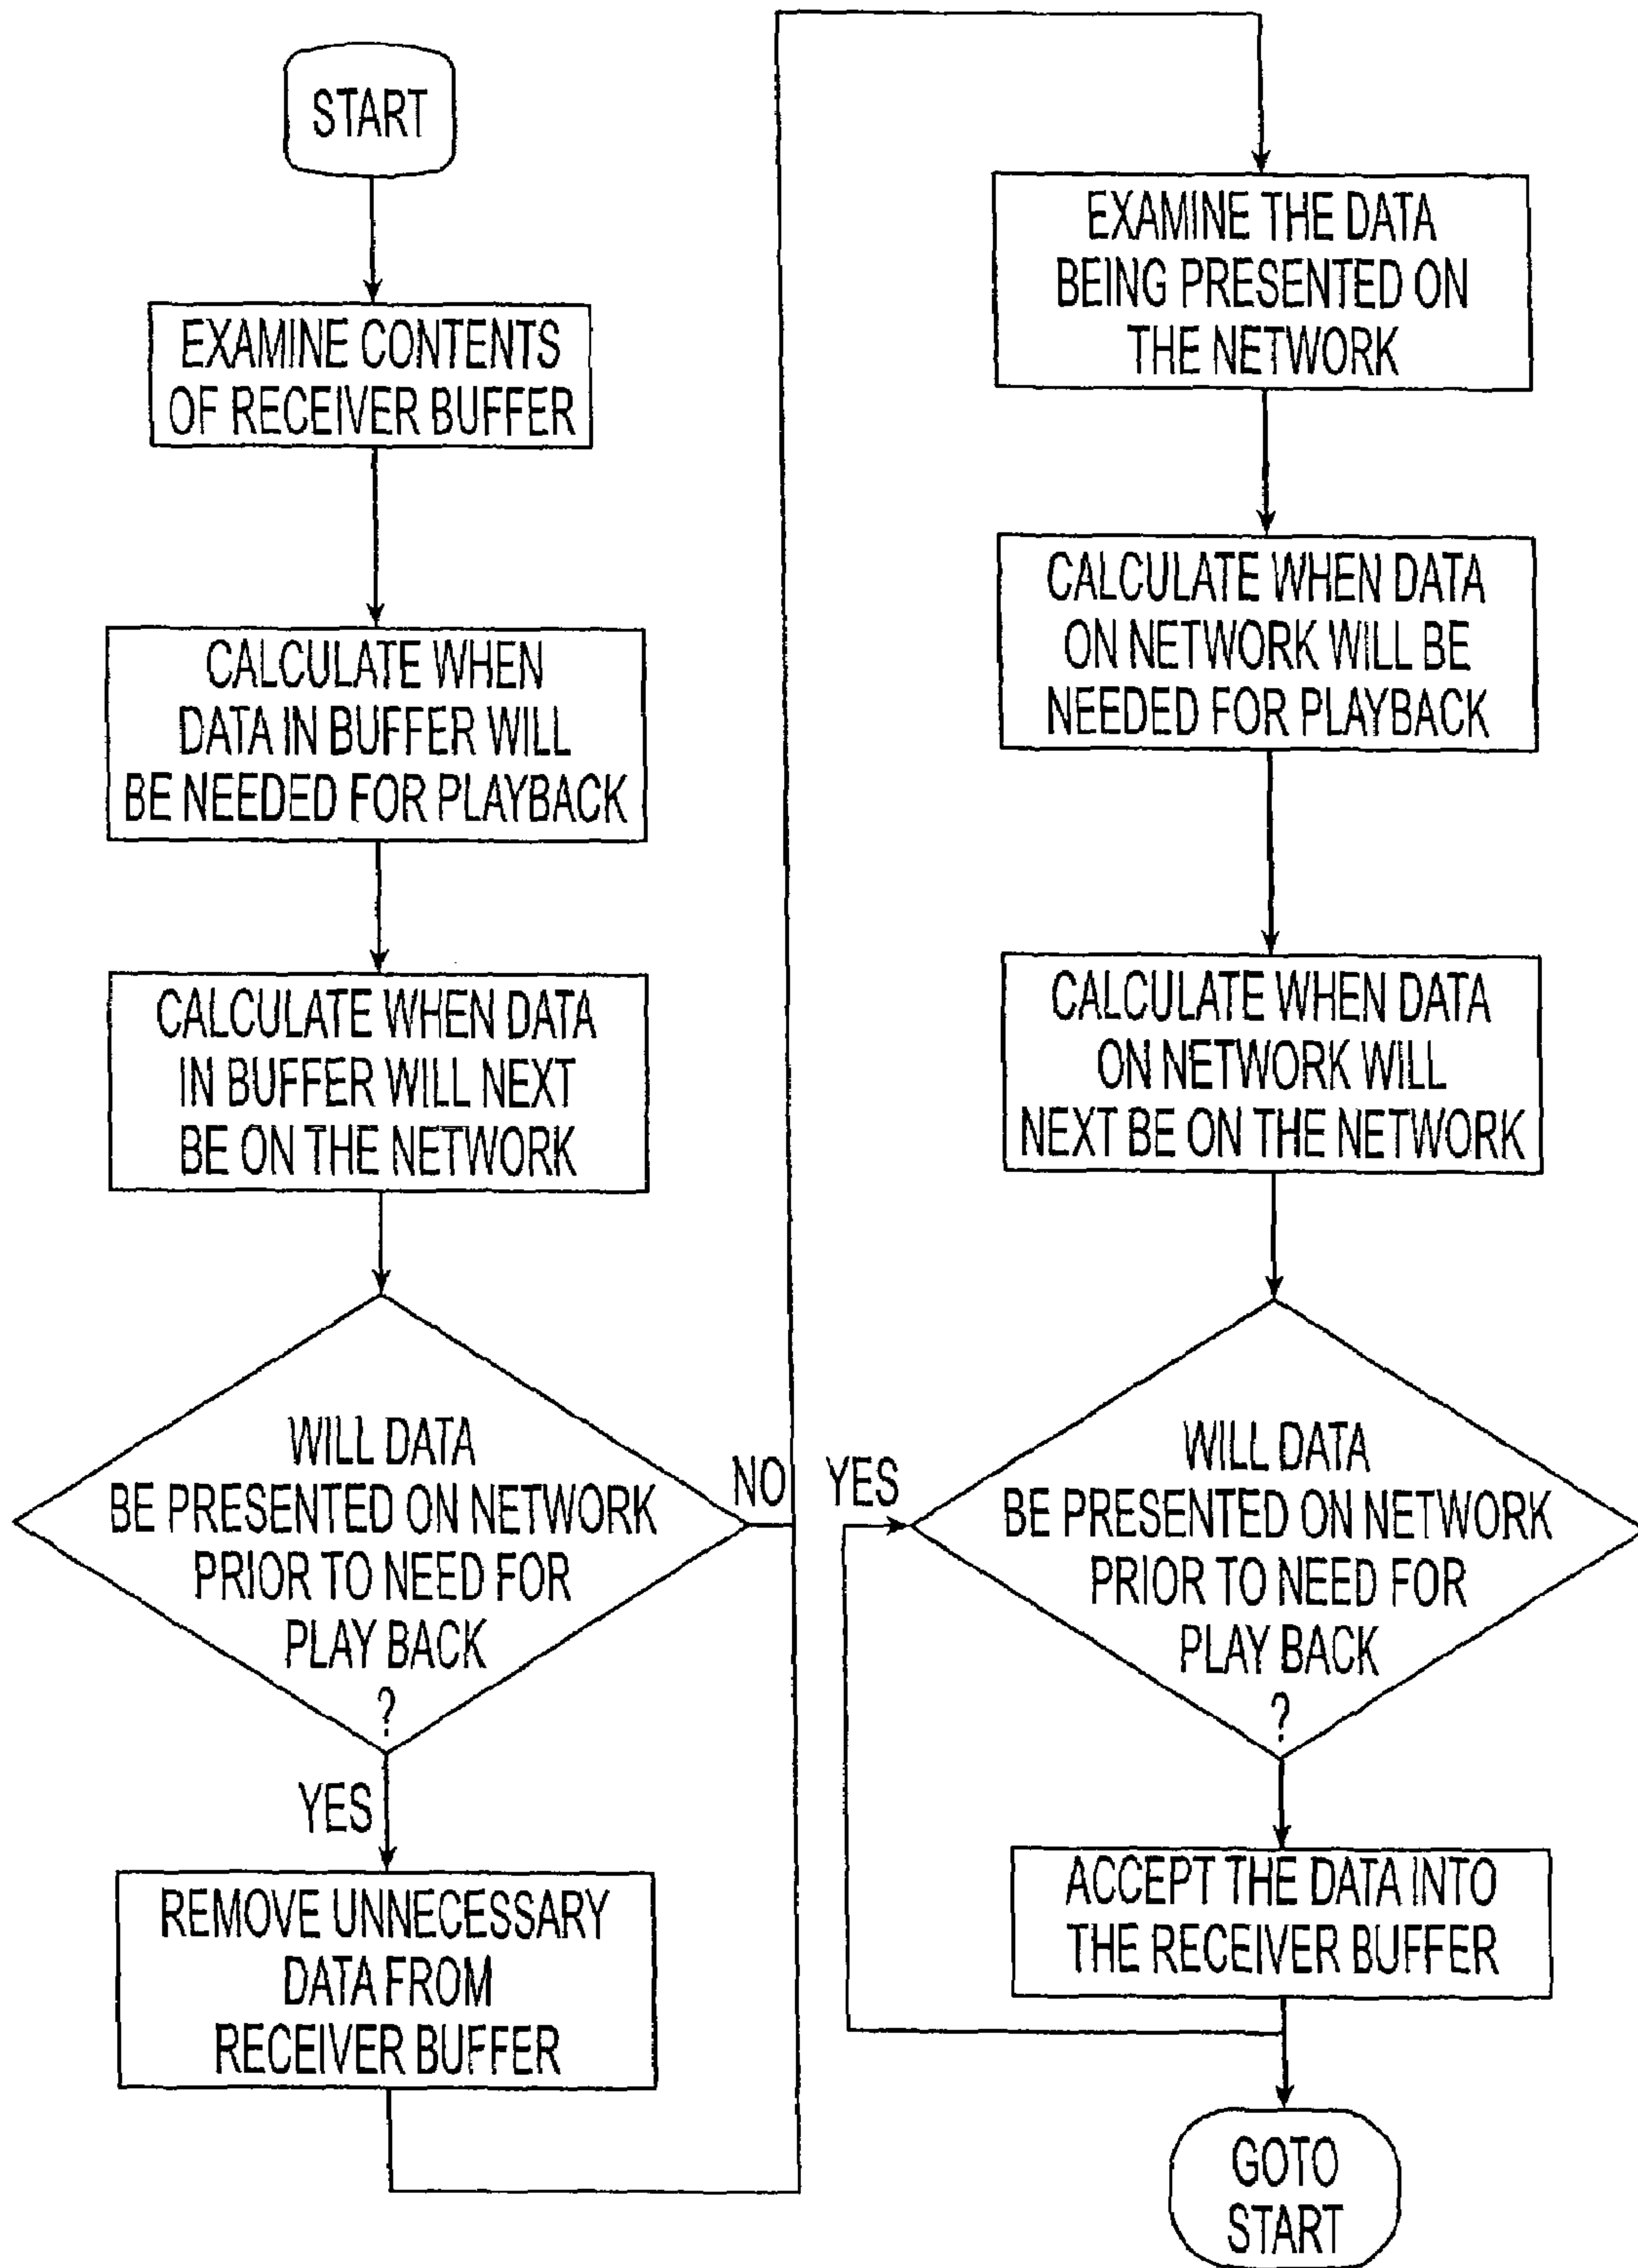 START
EXAMINE CONTENTS
OF RECEIVER BUFFER
CALCULATE WHEN
DATA IN BUFFER WILL
BE NEEDED FOR PLAYBACK
CALCULATE WHEN DATA
IN BUFFER WILL NEXT
BE ON THE NETWORK
WILL DATA
BE PRESENTED ON NETWORK
PRIOR TO NEED FOR
PLAY BACK
?
NO
YES
REMOVE UNNECESSARY
DATA FROM
RECEIVER BUFFER
EXAMINE THE DATA
BEING PRESENTED ON
THE NETWORK
CALCULATE WHEN DATA
ON NETWORK WILL BE
NEEDED FOR PLAYBACK
CALCULATE WHEN DATA
ON NETWORK WILL
NEXT BE ON THE NETWORK
YES
WILL DATA
BE PRESENTED ON NETWORK
PRIOR TO NEED FOR
PLAY BACK
?
ACCEPT THE DATA INTO
THE RECEIVER BUFFER
GOTO
START